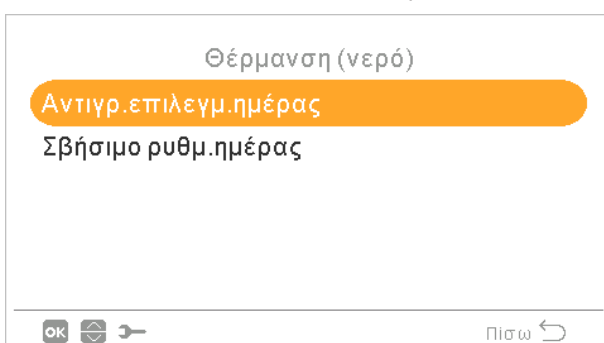 Θέρμανση (νερό)
Αντιγρ.επιλεγμ.ημέρας
Σβήσιμο ρυθμ.ημέρας
OK
Πίσω